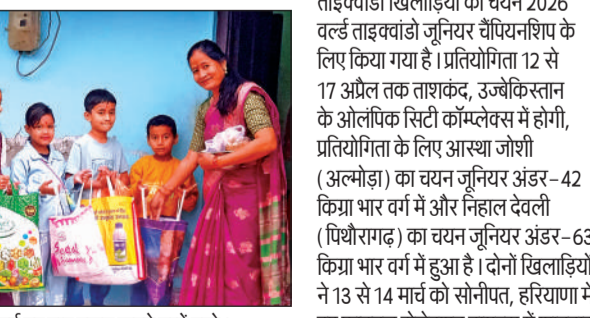 ताइक्वांडो खिलाड़ियों का चयन 2026
वर्ल्ड ताइक्वांडो जूनियर चैंपियनशिप के
लिए किया गया है। प्रतियोगिता 12 से
17 अप्रैल तक ताशकंद, उज्बेकिस्तान
के ओलंपिक सिटी कॉम्प्लेक्स में होगी,
प्रतियोगिता के लिए आस्था जोशी
(अल्मोड़ा) का चयन जूनियर अंडर-42
किग्रा भार वर्ग में और निहाल देवली
(पिथौरागढ़) का चयन जूनियर अंडर-63
किग्रा भार वर्ग में हुआ है। दोनों खिलाड़ियों
ने 13 से 14 मार्च को सोनीपत, हरियाणा में